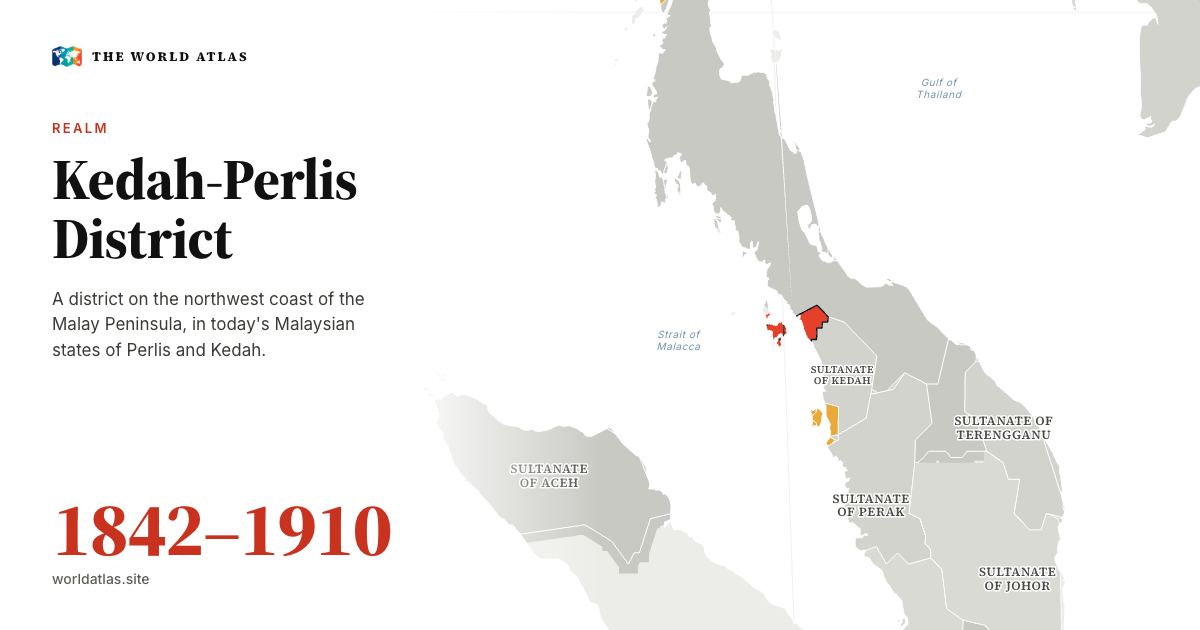 THE WORLD ATLAS
REALM
Kedah-Perlis
District
A district on the northwest coast of the
Malay Peninsula, in today's Malaysian
states of Perlis and Kedah.
1842–1910
worldatlas.site
Gulf of
Thailand
Strait of
Malacca
SULTANATE
OF KEDAH
SULTANATE OF
TERENGGANU
SULTANATE
OF ACEH
SULTANATE
OF PERAK
SULTANATE
OF JOHOR